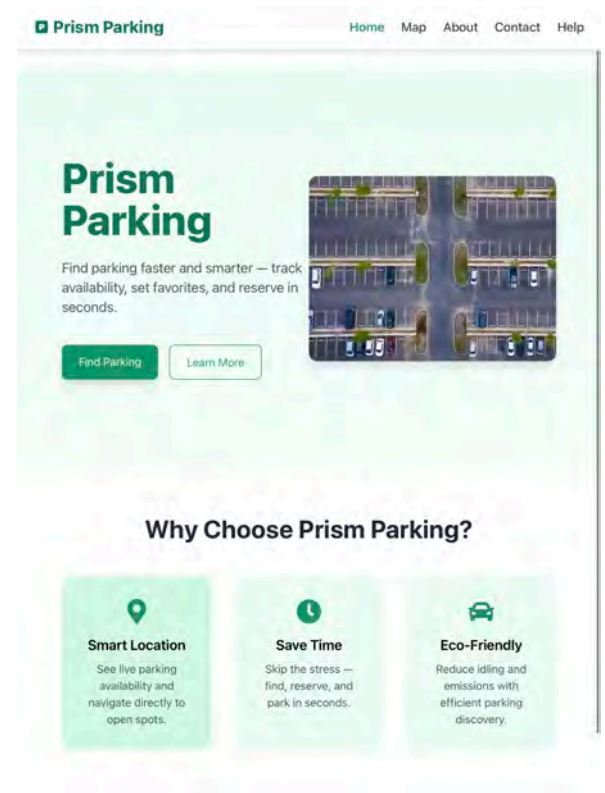 Prism Parking
Home Map About Contact Help
Prism
Parking
Find parking faster and smarter — track
availability, set favorites, and reserve in
seconds.
Find Parking Learn More
Why Choose Prism Parking?
Smart Location
See live parking
availability and
navigate directly to
open spots.
Save Time
Skip the stress —
find, reserve, and
park in seconds.
Eco-Friendly
Reduce idling and
emissions with
efficient parking
discovery.